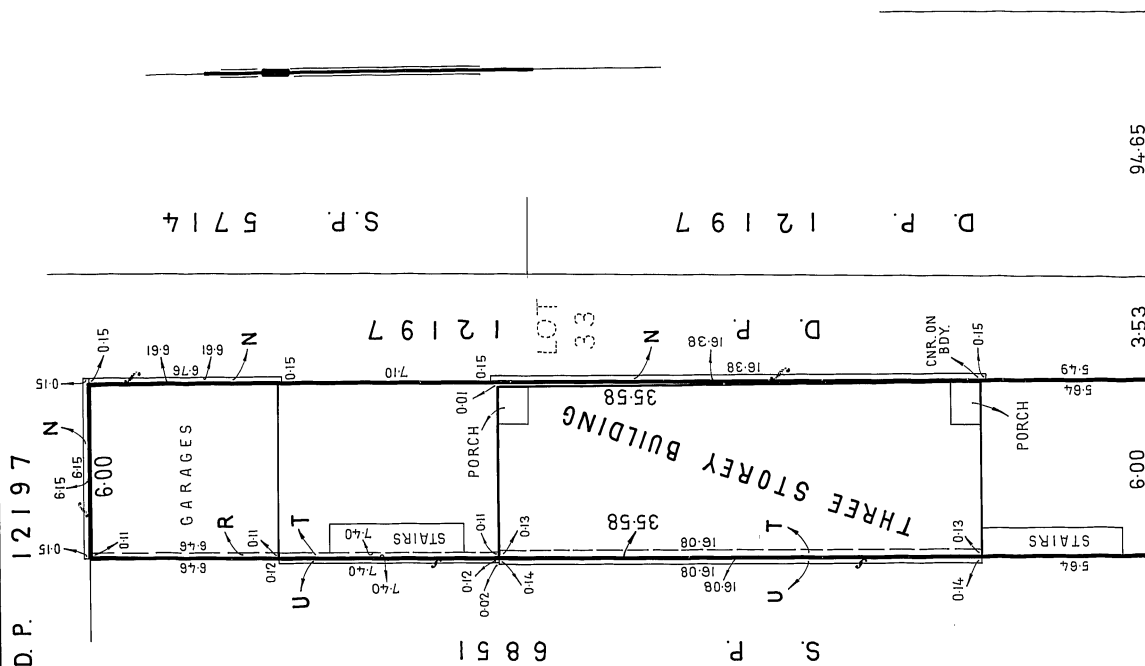 94·65
S.P. 5714
D. P. 12197
D.P. 12197
D. P. 12197
LOT
33
3·53
0·15
0·15
6·61
6·61
6·76
N
0·15
7·10
0·15
N
16·38
16·38
CNR. ON
BDY.
0·15
5·49
5·64
N
6·15
6·15
6·00
GARAGES
0·01
PORCH
35·58
THREE STOREY BUILDING
PORCH
6·00
0·15
0·11
R
6·46
6·46
0·11
0·12
T
U
STAIRS
7·40
7·40
7·40
0·11
0·13
0·12
0·02
0·14
35·58
16·08
16·08
T
U
0·13
0·14
STAIRS
5·64
S. P. 6851